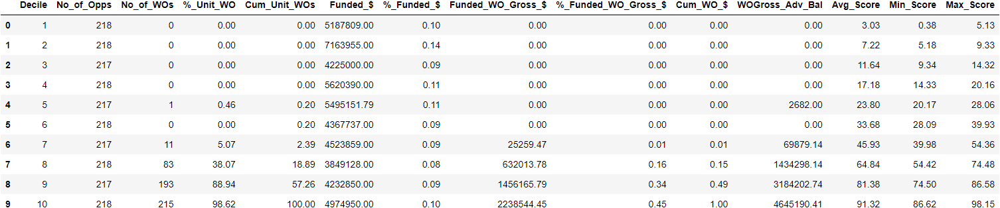 Decile No_of_Opps No_of_WOs %_Unit_WO Cum_Unit_WOs Funded_$ %_Funded_$ Funded_WO_Gross_$ %_Funded_WO_Gross_$ Cum_WO_$ WOGross_Adv_Bal Avg_Score Min_Score Max_Score
0 1 218 0 0.00 0.00 5187809.00 0.10 0.00 0.00 0.00 0.00 3.03 0.38 5.13
1 2 218 0 0.00 0.00 7163955.00 0.14 0.00 0.00 0.00 0.00 7.22 5.18 9.33
2 3 217 0 0.00 0.00 4225000.00 0.09 0.00 0.00 0.00 0.00 11.64 9.34 14.32
3 4 218 0 0.00 0.00 5620390.00 0.11 0.00 0.00 0.00 0.00 17.18 14.33 20.16
4 5 217 1 0.46 0.20 5495151.79 0.11 0.00 0.00 0.00 2682.00 23.80 20.17 28.06
5 6 218 0 0.00 0.20 4367737.00 0.09 0.00 0.00 0.00 0.00 33.68 28.09 39.93
6 7 217 11 5.07 2.39 4523859.00 0.09 25259.47 0.01 0.01 69879.14 45.93 39.98 54.36
7 8 218 83 38.07 18.89 3849128.00 0.08 632013.78 0.16 0.15 1434298.14 64.84 54.42 74.48
8 9 217 193 88.94 57.26 4232850.00 0.09 1456165.79 0.34 0.49 3184202.74 81.38 74.50 86.58
9 10 218 215 98.62 100.00 4974950.00 0.10 2238544.45 0.45 1.00 4645190.41 91.32 86.62 98.15